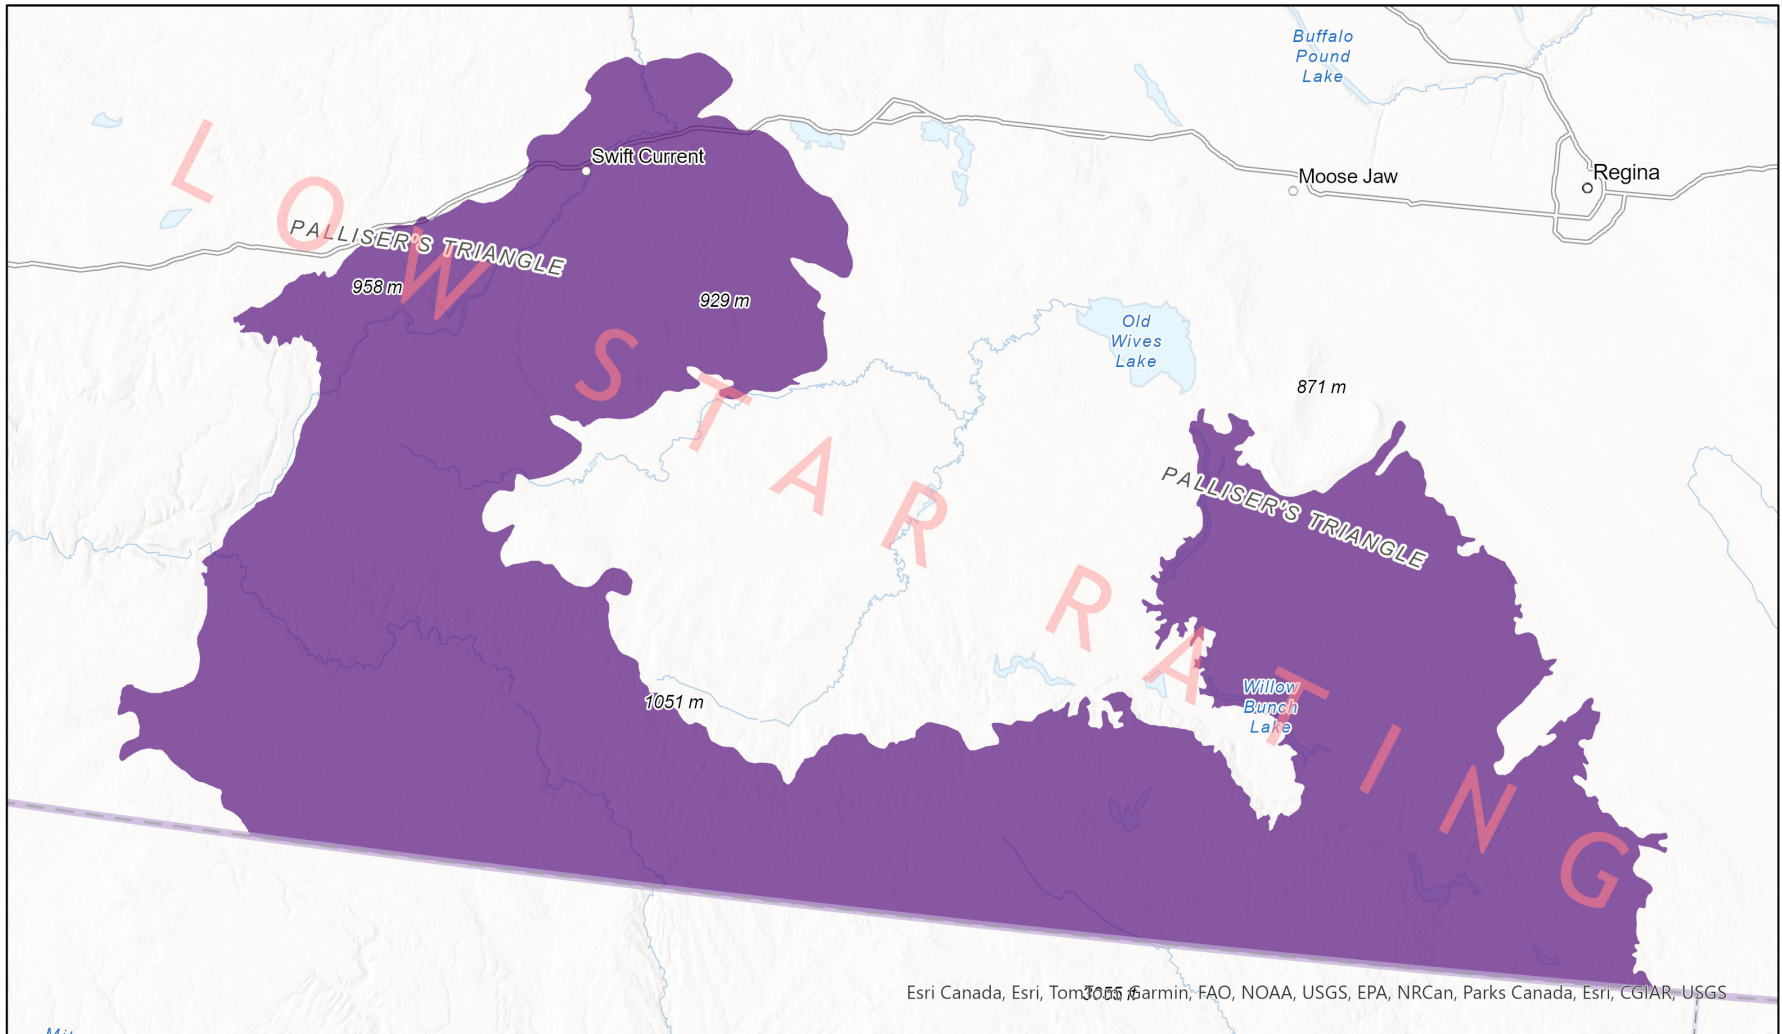 Buffalo
Pound
Lake
Swift Current
Moose Jaw
Regina
PALLISER'S TRIANGLE
958 m
929 m
Old
Wives
Lake
871 m
PALLISER'S TRIANGLE
1051 m
Willow
Bunch
Lake
LOW STAR RATING
Esri Canada, Esri, TomTom, Garmin, FAO, NOAA, USGS, EPA, NRCan, Parks Canada, Esri, CGIAR, USGS
3055 ft